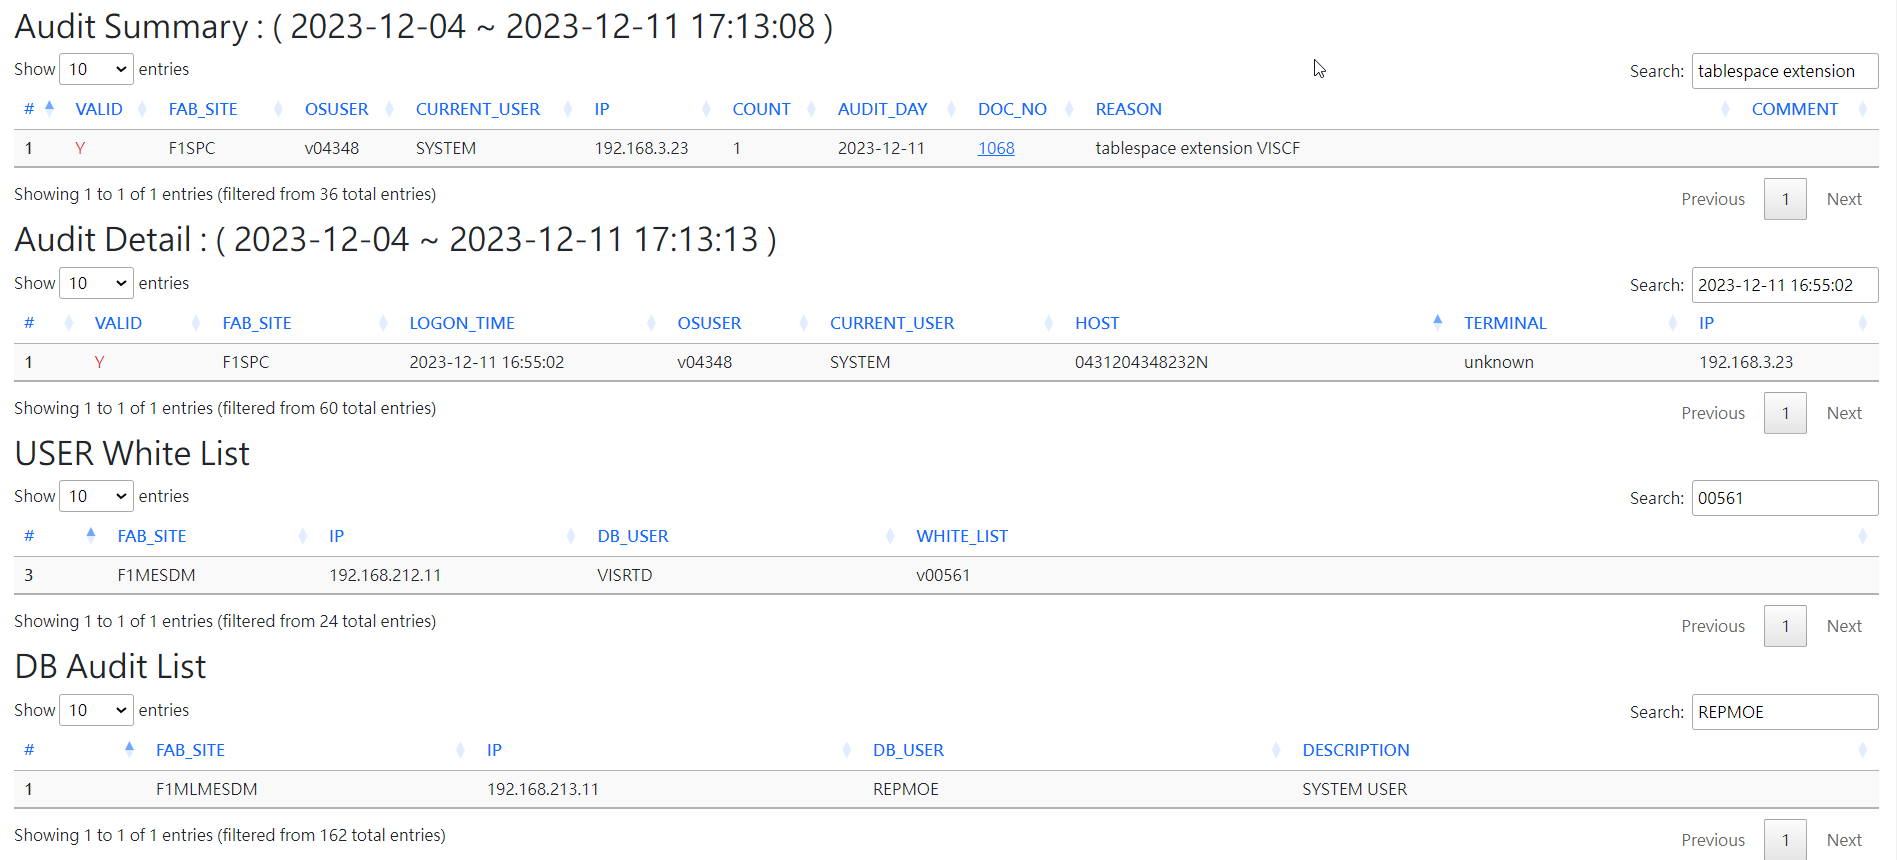 Audit Summary : ( 2023-12-04 ~ 2023-12-11 17:13:08 )
Show 10 entries Search: tablespace extension
# VALID FAB_SITE OSUSER CURRENT_USER IP COUNT AUDIT_DAY DOC_NO REASON COMMENT
1 Y F1SPC v04348 SYSTEM 192.168.3.23 1 2023-12-11 1068 tablespace extension VISCF
Showing 1 to 1 of 1 entries (filtered from 36 total entries) Previous 1 Next
Audit Detail : ( 2023-12-04 ~ 2023-12-11 17:13:13 )
Show 10 entries Search: 2023-12-11 16:55:02
# VALID FAB_SITE LOGON_TIME OSUSER CURRENT_USER HOST TERMINAL IP
1 Y F1SPC 2023-12-11 16:55:02 v04348 SYSTEM 0431204348232N unknown 192.168.3.23
Showing 1 to 1 of 1 entries (filtered from 60 total entries) Previous 1 Next
USER White List
Show 10 entries Search: 00561
# FAB_SITE IP DB_USER WHITE_LIST
3 F1MESDM 192.168.212.11 VISRTD v00561
Showing 1 to 1 of 1 entries (filtered from 24 total entries) Previous 1 Next
DB Audit List
Show 10 entries Search: REPMOE
# FAB_SITE IP DB_USER DESCRIPTION
1 F1MLMESDM 192.168.213.11 REPMOE SYSTEM USER
Showing 1 to 1 of 1 entries (filtered from 162 total entries) Previous 1 Next